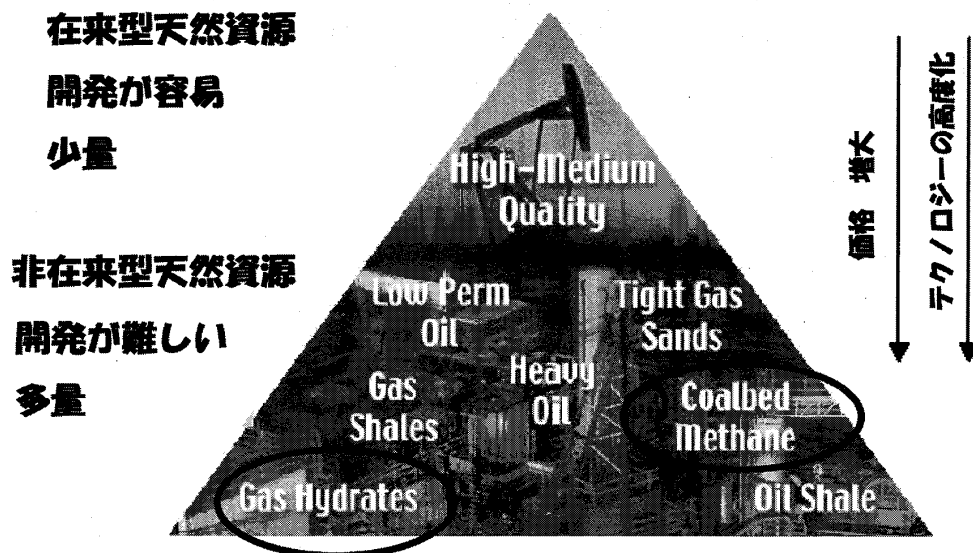 在来型天然資源
開発が容易
少量
High-Medium
Quality
価格 増大
テクノロジーの高度化
非在来型天然資源
開発が難しい
多量
Low Perm
Oil
Tight Gas
Sands
Gas
Shales
Heavy
Oil
Coalbed
Methane
Gas Hydrates
Oil Shale